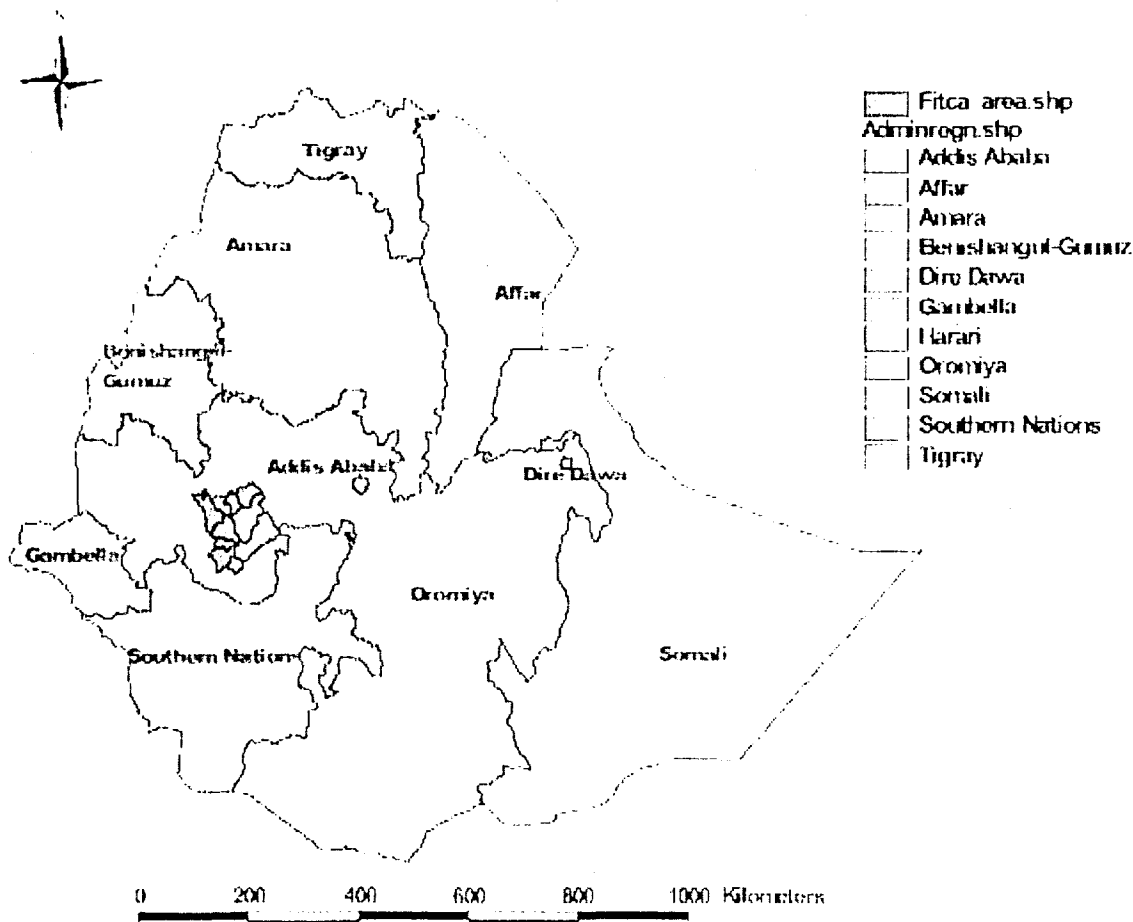 Fitca area.shp
Adminregn.shp
Addis Ababa
Affar
Amara
Benishangul-Gumuz
Dire Dawa
Gambella
Harari
Oromiya
Somali
Southern Nations
Tigray
Tigray
Amara
Affar
Benishangul-
Gumuz
Addis Ababa
Dire Dawa
Gambella
Oromiya
Southern Nation
Somali
0 200 400 600 800 1000 Kilometers